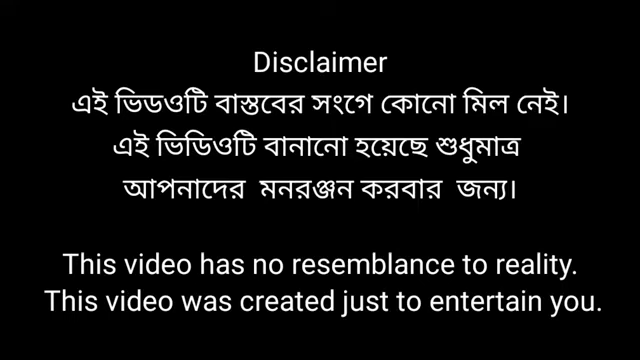 Disclaimer
এই ভিডওটি বাস্তবের সংগে কোনো মিল নেই।
এই ভিডিওটি বানানো হয়েছে শুধুমাত্র
আপনাদের মনরঞ্জন করবার জন্য।
This video has no resemblance to reality.
This video was created just to entertain you.